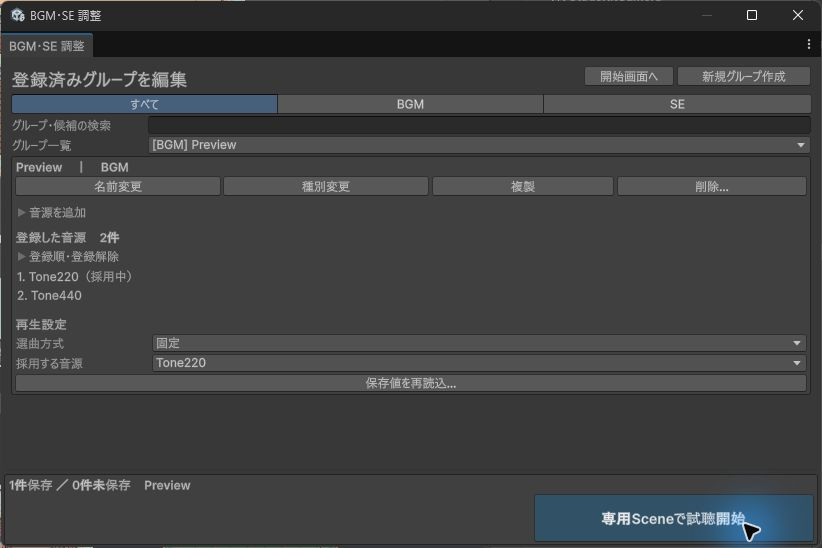 BGM・SE 調整
BGM・SE 調整
登録済みグループを編集
開始画面へ
新規グループ作成
すべて
BGM
SE
グループ・候補の検索
グループ一覧
[BGM] Preview
Preview | BGM
名前変更
種別変更
複製
削除...
音源を追加
登録した音源 2件
登録順・登録解除
1. Tone220（採用中）
2. Tone440
再生設定
選曲方式
固定
採用する音源
Tone220
保存値を再読込...
1件保存 ／ 0件未保存 Preview
専用Sceneで試聴開始